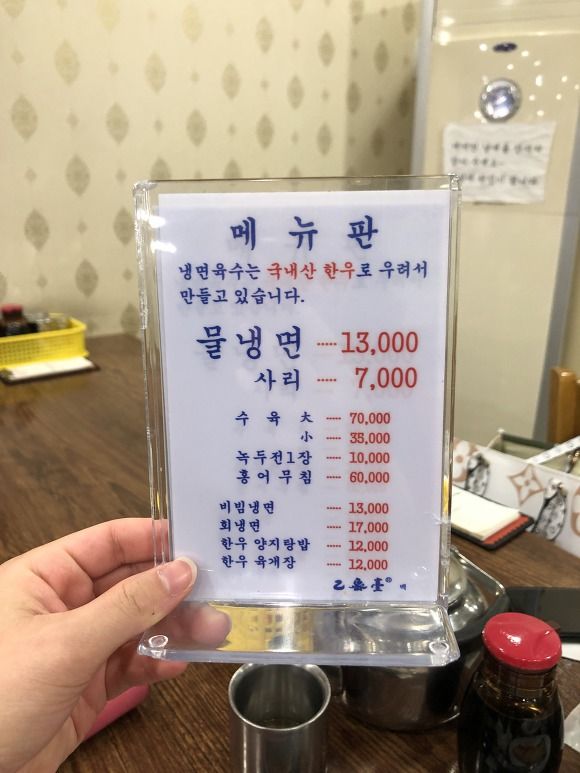 메뉴판
냉면육수는 국내산 한우로 우려서
만들고 있습니다.
물냉면 ····· 13,000
사리 ····· 7,000
수육 大 ····· 70,000
小 ····· 35,000
녹두전1장 ····· 10,000
홍어무침 ····· 60,000
비빔냉면 ····· 13,000
회냉면 ····· 17,000
한우 양지탕밥 ····· 12,000
한우 육개장 ····· 12,000